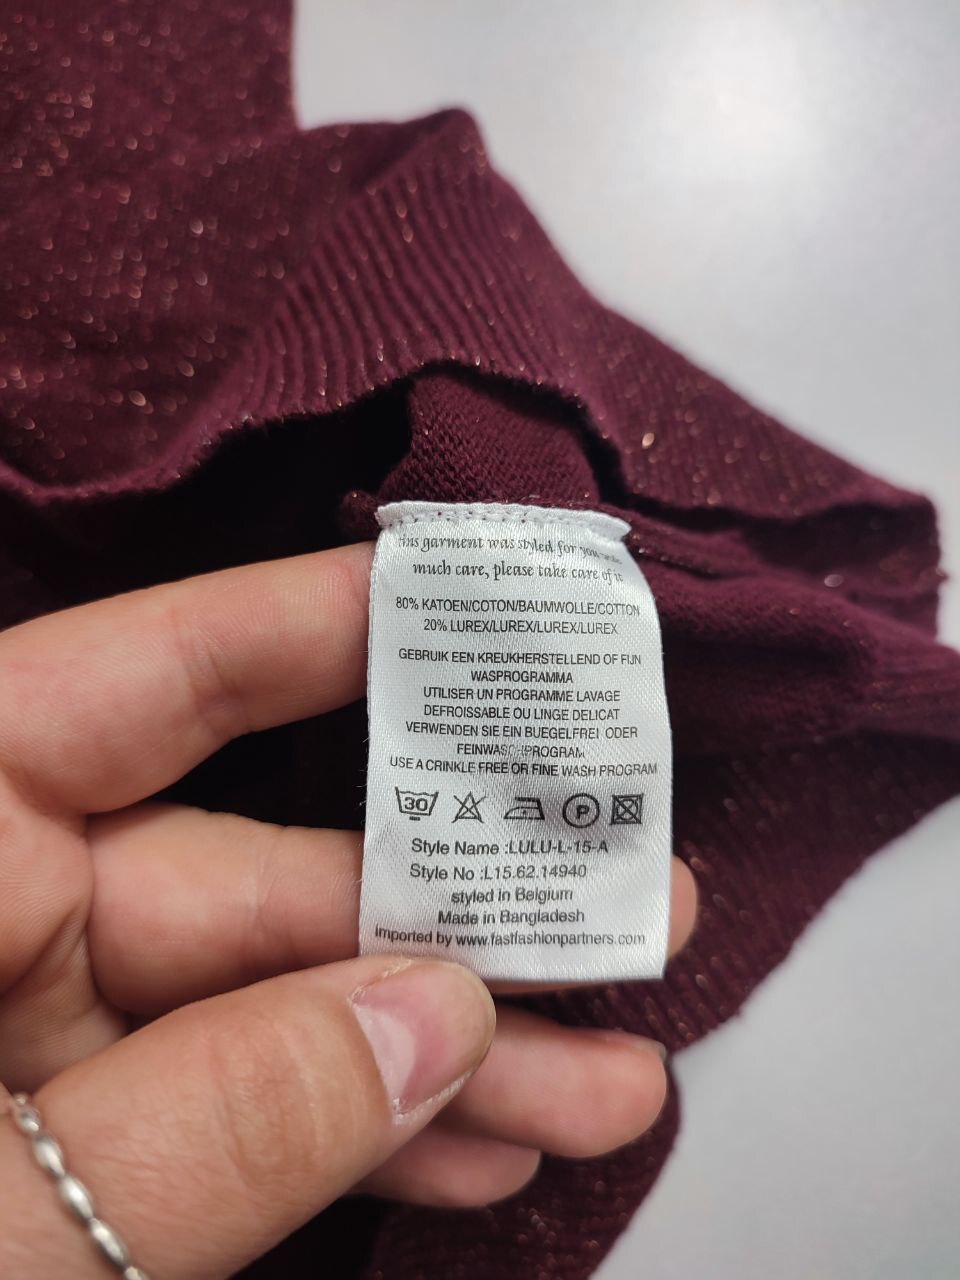 this garment was styled for you with
much care, please take care of it
80% KATOEN/COTON/BAUMWOLLE/COTTON
20% LUREX/LUREX/LUREX/LUREX
GEBRUIK EEN KREUKHERSTELLEND OF FIJN
WASPROGRAMMA
UTILISER UN PROGRAMME LAVAGE
DEFROISSABLE OU LINGE DELICAT
VERWENDEN SIE EIN BUEGELFREI ODER
FEINWASCHPROGRAM
USE A CRINKLE FREE OR FINE WASH PROGRAM
30 P
Style Name :LULU-L-15-A
Style No :L15.62.14940
styled in Belgium
Made in Bangladesh
imported by www.fastfashionpartners.com